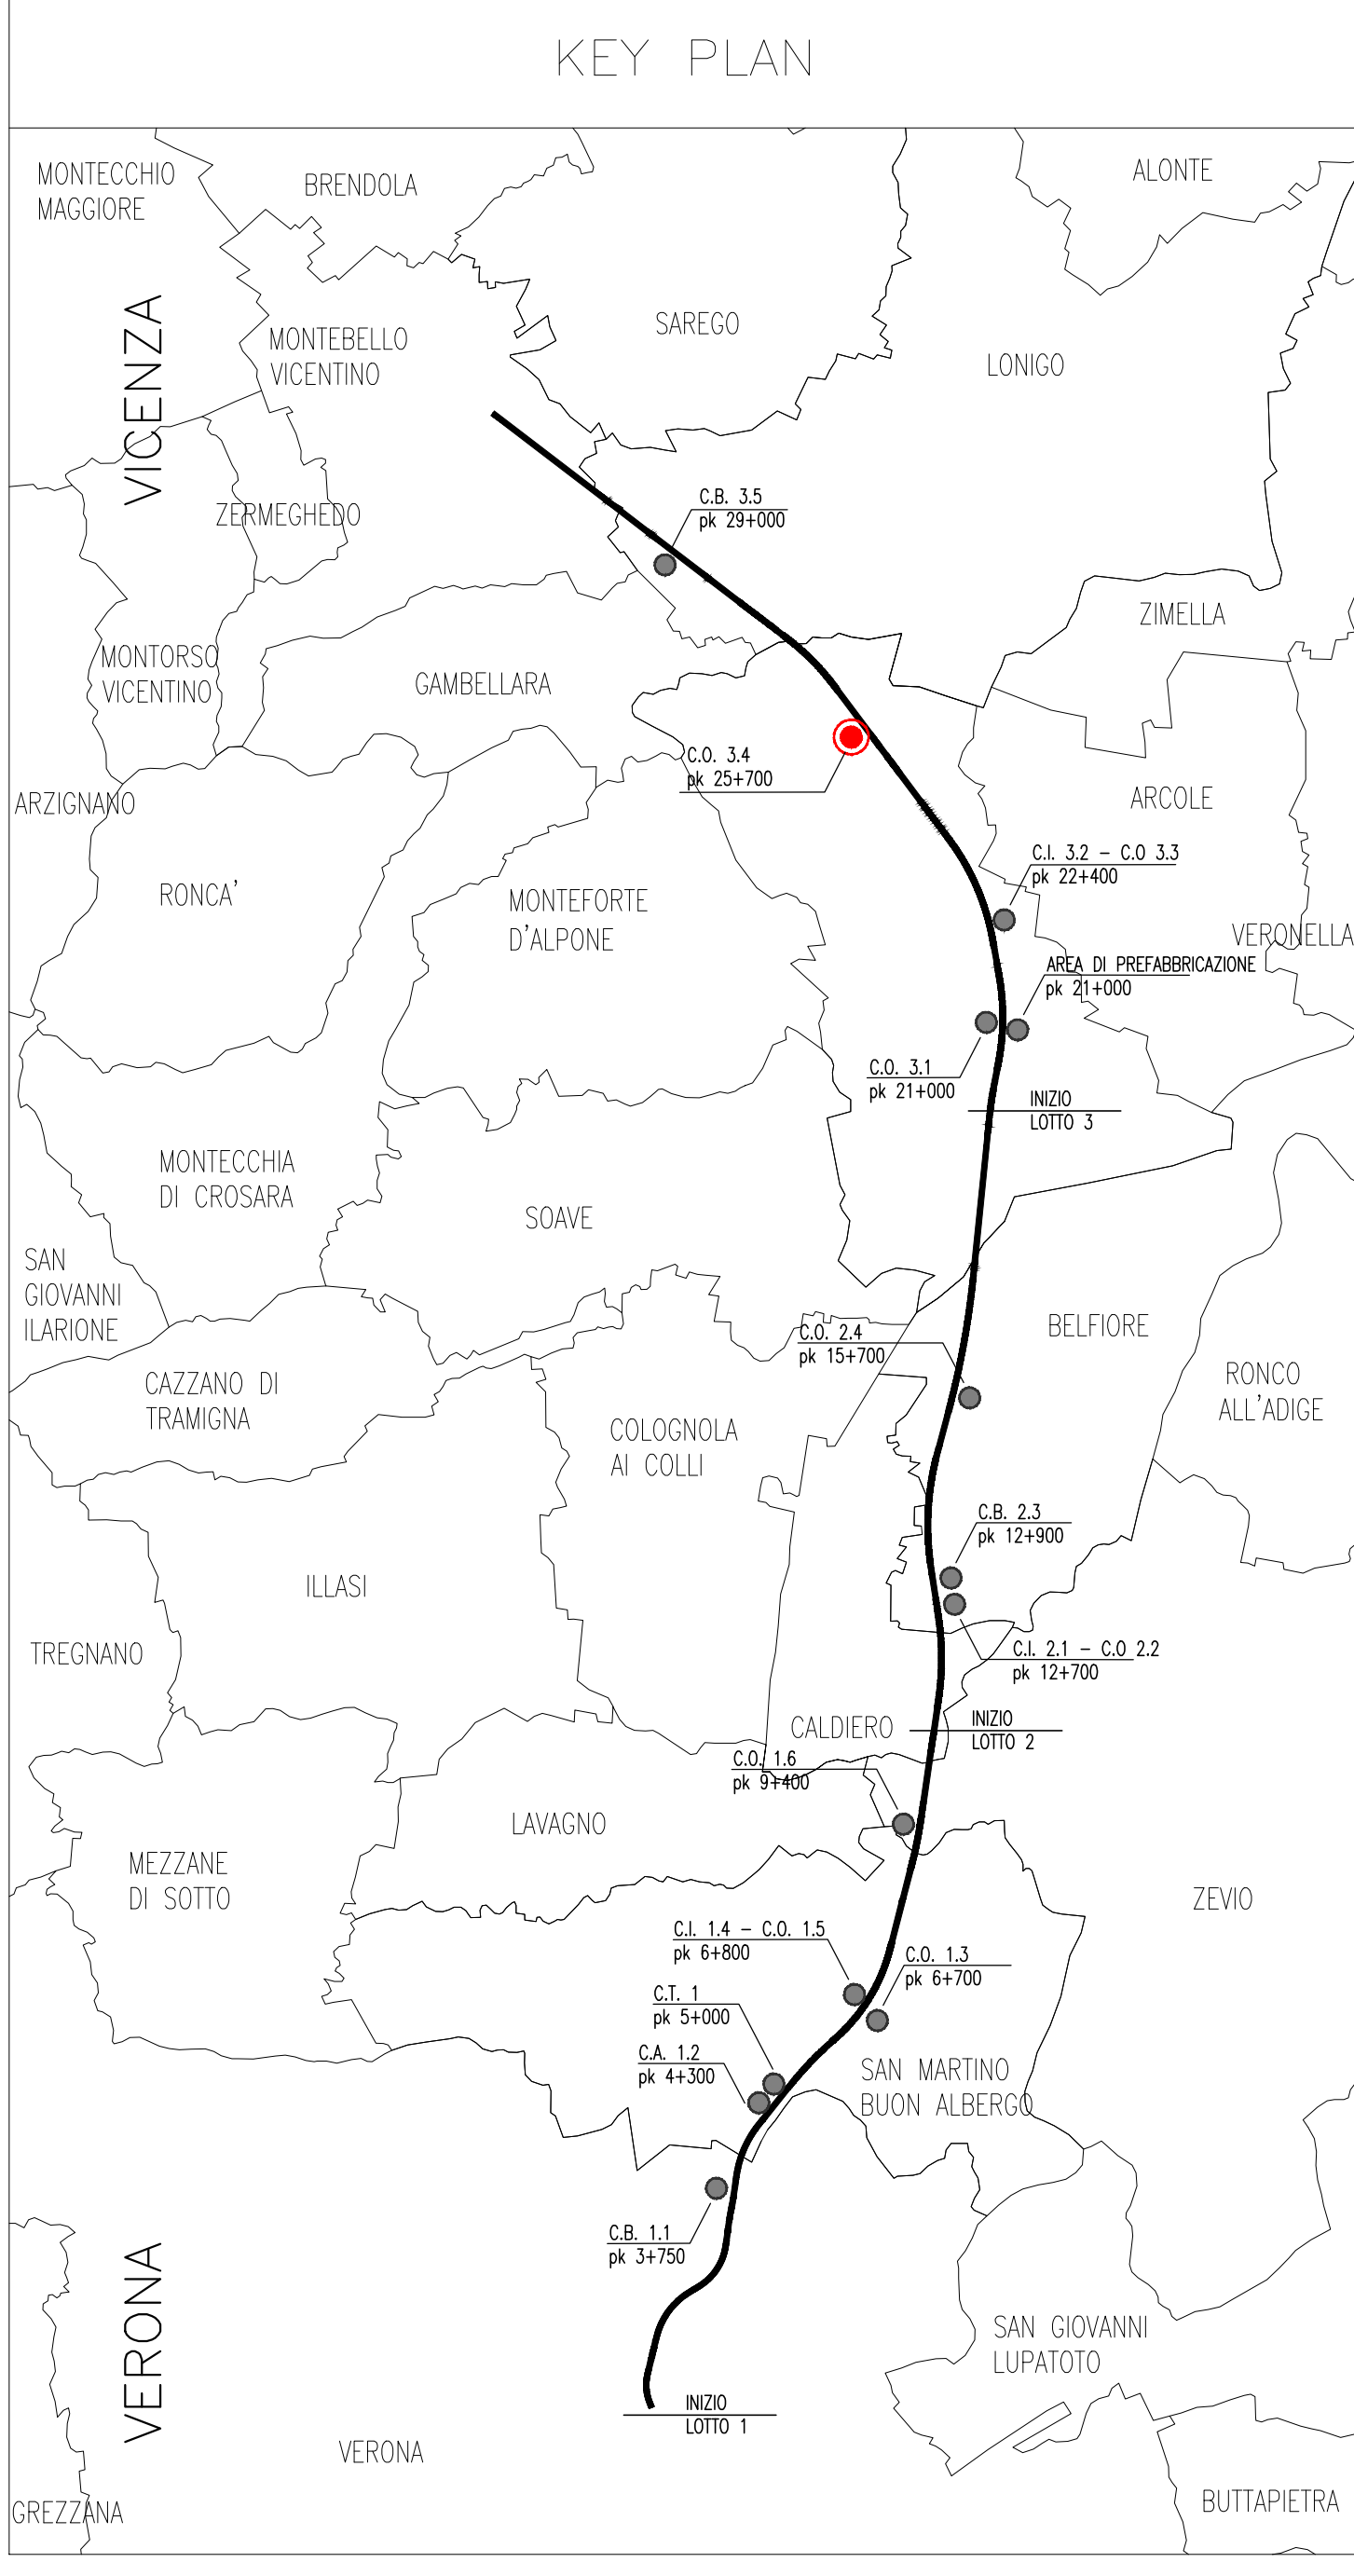 KEY PLAN
MONTECCHIO
MAGGIORE
BRENDOLA
ALONTE
VICENZA
MONTEBELLO
VICENTINO
SAREGO
LONIGO
ZERMEGHEDO
C.B. 3.5
pk 29+000
ZIMELLA
MONTORSO
VICENTINO
GAMBELLARA
C.O. 3.4
pk 25+700
ARZIGNANO
ARCOLE
RONCA'
MONTEFORTE
D'ALPONE
C.I. 3.2 - C.O 3.3
pk 22+400
VERONELLA
AREA DI PREFABBRICAZIONE
pk 21+000
C.O. 3.1
pk 21+000
INIZIO
LOTTO 3
MONTECCHIA
DI CROSARA
SOAVE
SAN
GIOVANNI
ILARIONE
BELFIORE
C.O. 2.4
pk 15+700
RONCO
ALL'ADIGE
CAZZANO DI
TRAMIGNA
COLOGNOLA
AI COLLI
C.B. 2.3
pk 12+900
ILLASI
TREGNANO
C.I. 2.1 - C.O 2.2
pk 12+700
CALDIERO
INIZIO
LOTTO 2
C.O. 1.6
pk 9+400
LAVAGNO
MEZZANE
DI SOTTO
ZEVIO
C.I. 1.4 - C.O. 1.5
pk 6+800
C.O. 1.3
pk 6+700
C.T. 1
pk 5+000
C.A. 1.2
pk 4+300
SAN MARTINO
BUON ALBERGO
C.B. 1.1
pk 3+750
VERONA
SAN GIOVANNI
LUPATOTO
INIZIO
LOTTO 1
VERONA
GREZZANA
BUTTAPIETRA